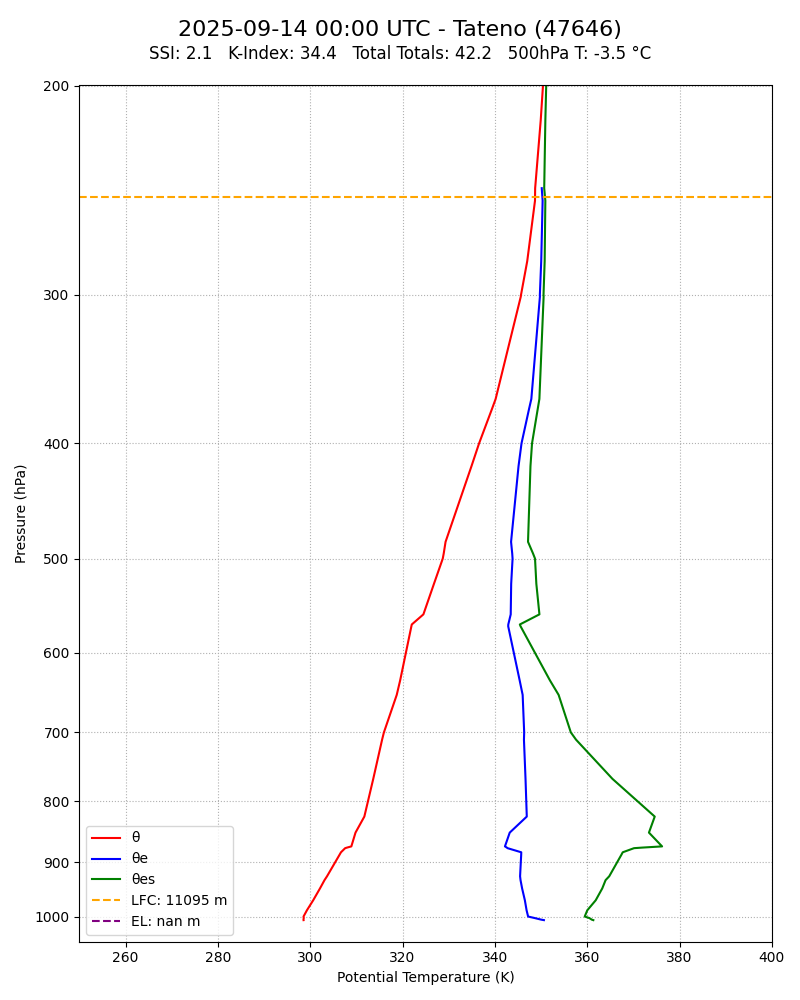 2025-09-14 00:00 UTC - Tateno (47646)
SSI: 2.1   K-Index: 34.4   Total Totals: 42.2   500hPa T: -3.5 °C
Pressure (hPa)
200
300
400
500
600
700
800
900
1000
θ
θe
θes
LFC: 11095 m
EL: nan m
260 280 300 320 340 360 380 400
Potential Temperature (K)